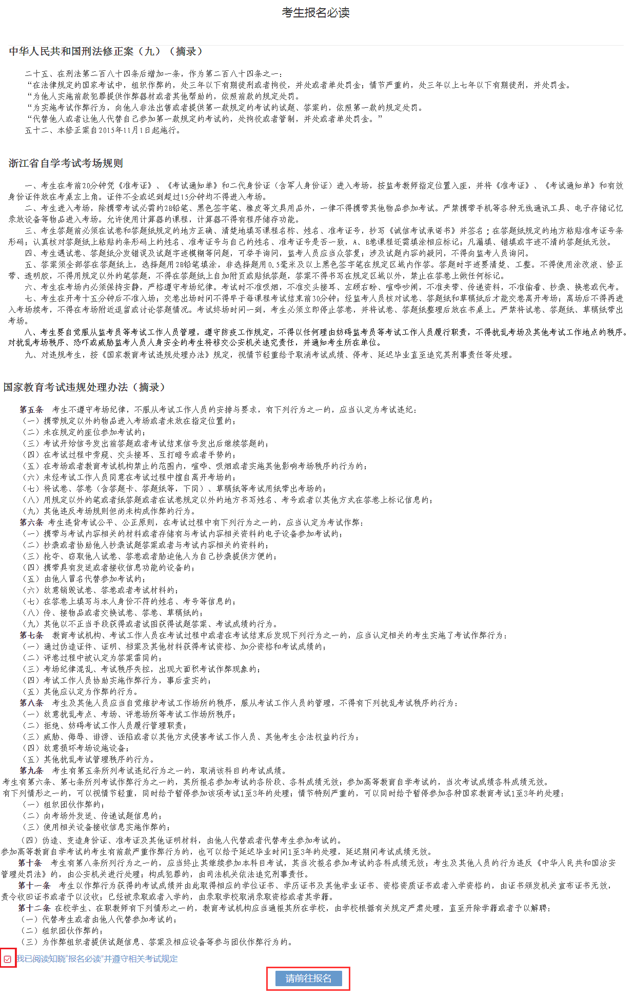 考生报名必读
中华人民共和国刑法修正案（九）（摘录）
二十五、在刑法第二百八十四条后增加一条，作为第二百八十四条之一：
“在法律规定的国家考试中，组织作弊的，处三年以下有期徒刑或者拘役，并处或者单处罚金；情节严重的，处三年以上七年以下有期徒刑，并处罚金。
“为他人实施前款犯罪提供作弊器材或者其他帮助的，依照前款的规定处罚。
“为实施考试作弊行为，向他人非法出售或者提供第一款规定的考试的试题、答案的，依照第一款的规定处罚。
“代替他人或者让他人代替自己参加第一款规定的考试的，处拘役或者管制，并处或者单处罚金。”
五十二、本修正案自2015年11月1日起施行。
浙江省自学考试考场规则
一、考生在考前20分钟凭《准考证》、《考试通知单》和二代身份证（含军人身份证）进入考场，按监考教师指定位置入座，并将《准考证》、《考试通知单》和有效
身份证件放在考桌左上角。证件不全或迟到超过15分钟均不得进入考场。
二、考生进入考场，除携带考试必需的2B铅笔、黑色签字笔、橡皮等文具用品外，一律不得携带其他物品参加考试。严禁携带手机等各种无线通讯工具、电子存储记忆
录放设备等物品进入考场。允许使用计算器的课程，计算器不得有程序储存功能。
三、考生答题前必须在试卷和答题纸规定的地方正确、清楚地填写课程名称、姓名、准考证号，抄写《诚信考试承诺书》并签名；在答题纸规定的地方粘贴准考证号条
形码；认真核对答题纸上粘贴的条形码上的姓名、准考证号与自己的姓名、准考证号是否一致，A、B卷课程还需填涂相应标记；凡漏填、错填或字迹不清的答题纸无效。
四、考生遇试卷、答题纸分发错误及试题字迹模糊等问题，可举手询问，监考人员应当众答复；涉及试题内容的疑问，不得向监考人员询问。
五、答案须全部答在答题纸上，选择题用2B铅笔填涂，非选择题用0.5毫米及以上黑色签字笔在规定区域内作答。答题时字迹要清楚、工整。不得使用涂改液、修正
带、透明胶，不得用规定以外的笔答题，不得在答题纸上自加附页或贴纸答题，答案不得书写在规定区域以外，禁止在答卷上做任何标记。
六、考生在考场内必须保持安静，严格遵守考场纪律。考试时不准吸烟，不准交头接耳、左顾右盼、喧哗吵闹，不准夹带、传递资料，不准偷看、抄袭、换卷或代考。
七、考生在开考十五分钟后不准入场；交卷出场时间不得早于每课程考试结束前30分钟；经监考人员核对试卷、答题纸和草稿纸后才能交卷离开考场；离场后不得再进
入考场续考，不得在考场附近逗留或讨论答题情况。考试终场时间一到，考生必须立即停止答卷，并将试卷、答题纸整理后放在书桌上。严禁将试卷、答题纸、草稿纸带出
考场。
八、考生要自觉服从监考员等考试工作人员管理，遵守防疫工作规定，不得以任何理由妨碍监考员等考试工作人员履行职责，不得扰乱考场及其他考试工作地点的秩序。
对扰乱考场秩序、恐吓或威胁监考人员人身安全的考生将移交公安机关追究责任，并通知考生所在单位。
九、对违规考生，按《国家教育考试违规处理办法》规定，视情节轻重给予取消考试成绩、停考、延迟毕业直至追究其刑事责任等处理。
国家教育考试违规处理办法（摘录）
第五条 考生不遵守考场纪律，不服从考试工作人员的安排与要求，有下列行为之一的，应当认定为考试违纪：
（一）携带规定以外的物品进入考场或者未放在指定位置的；
（二）未在规定的座位参加考试的；
（三）考试开始信号发出前答题或者考试结束信号发出后继续答题的；
（四）在考试过程中旁窥、交头接耳、互打暗号或者手势的；
（五）在考场或者教育考试机构禁止的范围内，喧哗、吸烟或者实施其他影响考场秩序的行为的；
（六）未经考试工作人员同意在考试过程中擅自离开考场的；
（七）将试卷、答卷（含答题卡、答题纸等，下同）、草稿纸等考试用纸带出考场的；
（八）用规定以外的笔或者纸答题或者在试卷规定以外的地方书写姓名、考号或者以其他方式在答卷上标记信息的；
（九）其他违反考场规则但尚未构成作弊的行为。
第六条 考生违背考试公平、公正原则，在考试过程中有下列行为之一的，应当认定为考试作弊：
（一）携带与考试内容相关的材料或者存储有与考试内容相关资料的电子设备参加考试的；
（二）抄袭或者协助他人抄袭试题答案或者与考试内容相关的资料的；
（三）抢夺、窃取他人试卷、答卷或者胁迫他人为自己抄袭提供方便的；
（四）携带具有发送或者接收信息功能的设备的；
（五）由他人冒名代替参加考试的；
（六）故意销毁试卷、答卷或者考试材料的；
（七）在答卷上填写与本人身份不符的姓名、考号等信息的；
（八）传、接物品或者交换试卷、答卷、草稿纸的；
（九）其他以不正当手段获得或者试图获得试题答案、考试成绩的行为。
第七条 教育考试机构、考试工作人员在考试过程中或者在考试结束后发现下列行为之一的，应当认定相关的考生实施了考试作弊行为：
（一）通过伪造证件、证明、档案及其他材料获得考试资格、加分资格和考试成绩的；
（二）评卷过程中被认定为答案雷同的；
（三）考场纪律混乱、考试秩序失控，出现大面积考试作弊现象的；
（四）考试工作人员协助实施作弊行为，事后查实的；
（五）其他应认定为作弊的行为。
第八条 考生及其他人员应当自觉维护考试工作场所的秩序，服从考试工作人员的管理，不得有下列扰乱考试秩序的行为：
（一）故意扰乱考点、考场、评卷场所等考试工作场所秩序；
（二）拒绝、妨碍考试工作人员履行管理职责；
（三）威胁、侮辱、诽谤、诬陷或者以其他方式侵害考试工作人员、其他考生合法权益的行为；
（四）故意损坏考场设施设备；
（五）其他扰乱考试管理秩序的行为。
第九条 考生有第五条所列考试违纪行为之一的，取消该科目的考试成绩。
考生有第六条、第七条所列考试作弊行为之一的，其所报名参加考试的各阶段、各科成绩无效；参加高等教育自学考试的，当次考试成绩各科成绩无效。
有下列情形之一的，可以视情节轻重，同时给予暂停参加该项考试1至3年的处理；情节特别严重的，可以同时给予暂停参加各种国家教育考试1至3年的处理：
（一）组织团伙作弊的；
（二）向考场外发送、传递试题信息的；
（三）使用相关设备接收信息实施作弊的；
（四）伪造、变造身份证、准考证及其他证明材料，由他人代替或者代替考生参加考试的。
参加高等教育自学考试的考生有前款严重作弊行为的，也可以给予延迟毕业时间1至3年的处理，延迟期间考试成绩无效。
第十条 考生有第八条所列行为之一的，应当终止其继续参加本科目考试，其当次报名参加考试的各科成绩无效；考生及其他人员的行为违反《中华人民共和国治安
管理处罚法》的，由公安机关进行处理；构成犯罪的，由司法机关依法追究刑事责任。
第十一条 考生以作弊行为获得的考试成绩并由此取得相应的学位证书、学历证书及其他学业证书、资格资质证书或者入学资格的，由证书颁发机关宣布证书无效，
责令收回证书或者予以没收；已经被录取或者入学的，由录取学校取消录取资格或者其学籍。
第十二条 在校学生、在职教师有下列情形之一的，教育考试机构应当通报其所在学校，由学校根据有关规定严肃处理，直至开除学籍或者予以解聘：
（一）代替考生或者由他人代替参加考试的；
（二）组织团伙作弊的；
（三）为作弊组织者提供试题信息、答案及相应设备等参与团伙作弊行为的。
我已阅读知晓“报名必读”并遵守相关考试规定
请前往报名